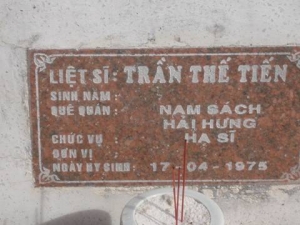 LIỆT SĨ: TRẦN THẾ TIẾN
SINH NĂM :
QUÊ QUÁN : NAM SÁCH
HẢI HƯNG
CHỨC VỤ : HẠ SĨ
ĐƠN VỊ :
NGÀY HY SINH: 17-04-1975